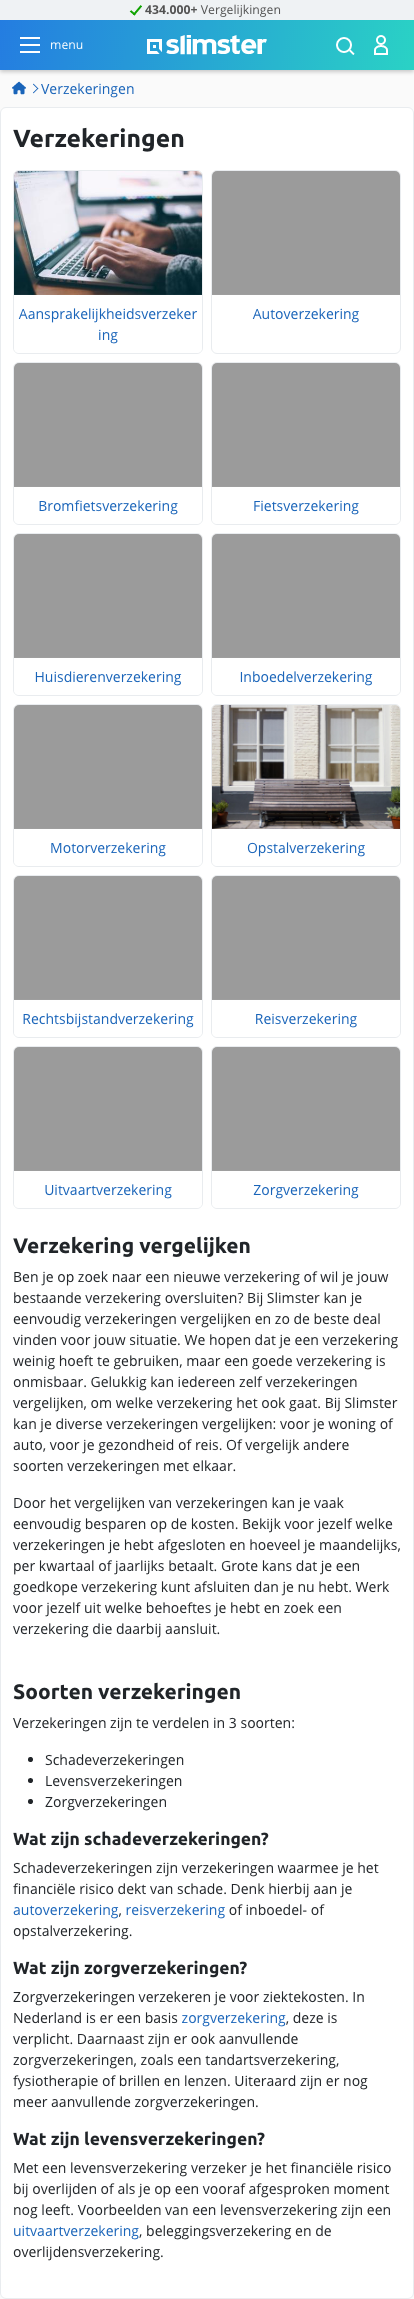 434.000+ Vergelijkingen
menu
slimster
Verzekeringen
Verzekeringen
Aansprakelijkheidsverzeker
ing
Autoverzekering
Bromfietsverzekering
Fietsverzekering
Huisdierenverzekering
Inboedelverzekering
Motorverzekering
Opstalverzekering
Rechtsbijstandverzekering
Reisverzekering
Uitvaartverzekering
Zorgverzekering
Verzekering vergelijken
Ben je op zoek naar een nieuwe verzekering of wil je jouw
bestaande verzekering oversluiten? Bij Slimster kan je
eenvoudig verzekeringen vergelijken en zo de beste deal
vinden voor jouw situatie. We hopen dat je een verzekering
weinig hoeft te gebruiken, maar een goede verzekering is
onmisbaar. Gelukkig kan iedereen zelf verzekeringen
vergelijken, om welke verzekering het ook gaat. Bij Slimster
kan je diverse verzekeringen vergelijken: voor je woning of
auto, voor je gezondheid of reis. Of vergelijk andere
soorten verzekeringen met elkaar.
Door het vergelijken van verzekeringen kan je vaak
eenvoudig besparen op de kosten. Bekijk voor jezelf welke
verzekeringen je hebt afgesloten en hoeveel je maandelijks,
per kwartaal of jaarlijks betaalt. Grote kans dat je een
goedkope verzekering kunt afsluiten dan je nu hebt. Werk
voor jezelf uit welke behoeftes je hebt en zoek een
verzekering die daarbij aansluit.
Soorten verzekeringen
Verzekeringen zijn te verdelen in 3 soorten:
• Schadeverzekeringen
• Levensverzekeringen
• Zorgverzekeringen
Wat zijn schadeverzekeringen?
Schadeverzekeringen zijn verzekeringen waarmee je het
financiële risico dekt van schade. Denk hierbij aan je
autoverzekering, reisverzekering of inboedel- of
opstalverzekering.
Wat zijn zorgverzekeringen?
Zorgverzekeringen verzekeren je voor ziektekosten. In
Nederland is er een basis zorgverzekering, deze is
verplicht. Daarnaast zijn er ook aanvullende
zorgverzekeringen, zoals een tandartsverzekering,
fysiotherapie of brillen en lenzen. Uiteraard zijn er nog
meer aanvullende zorgverzekeringen.
Wat zijn levensverzekeringen?
Met een levensverzekering verzeker je het financiële risico
bij overlijden of als je op een vooraf afgesproken moment
nog leeft. Voorbeelden van een levensverzekering zijn een
uitvaartverzekering, beleggingsverzekering en de
overlijdensverzekering.